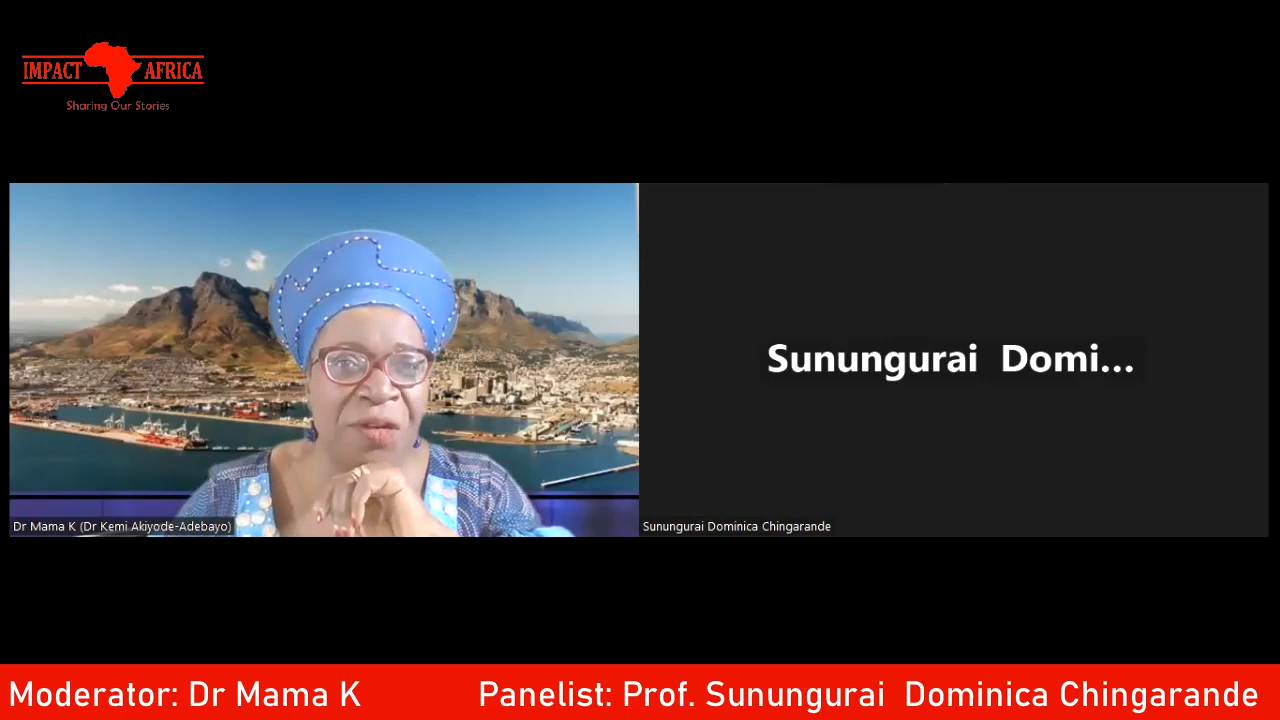 IMPACT AFRICA
Sharing Our Stories
Sunungurai Domi...
Dr Mama K (Dr Kemi Akiyode-Adebayo)
Sunungurai Dominica Chingarande
Moderator: Dr Mama K
Panelist: Prof. Sunungurai Dominica Chingarande